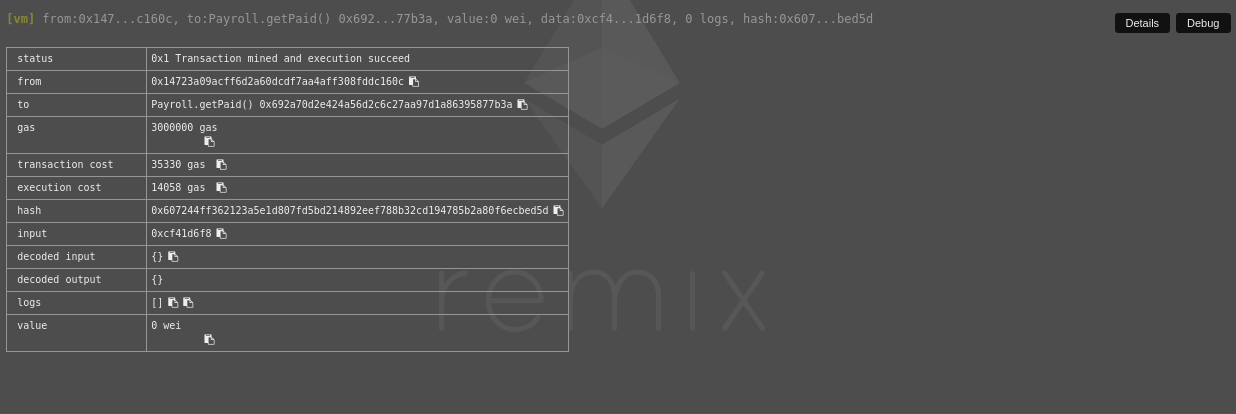 [vm] from:0x147...c160c, to:Payroll.getPaid() 0x692...77b3a, value:0 wei, data:0xcf4...1d6f8, 0 logs, hash:0x607...bed5d
Details Debug
status 0x1 Transaction mined and execution succeed
from 0x14723a09acff6d2a60dcdf7aa4aff308fddc160c
to Payroll.getPaid() 0x692a70d2e424a56d2c6c27aa97d1a86395877b3a
gas 3000000 gas
transaction cost 35330 gas
execution cost 14058 gas
hash 0x607244ff362123a5e1d807fd5bd214892eef788b32cd194785b2a80f6ecbed5d
input 0xcf41d6f8
decoded input {}
decoded output {}
logs []
value 0 wei
remix